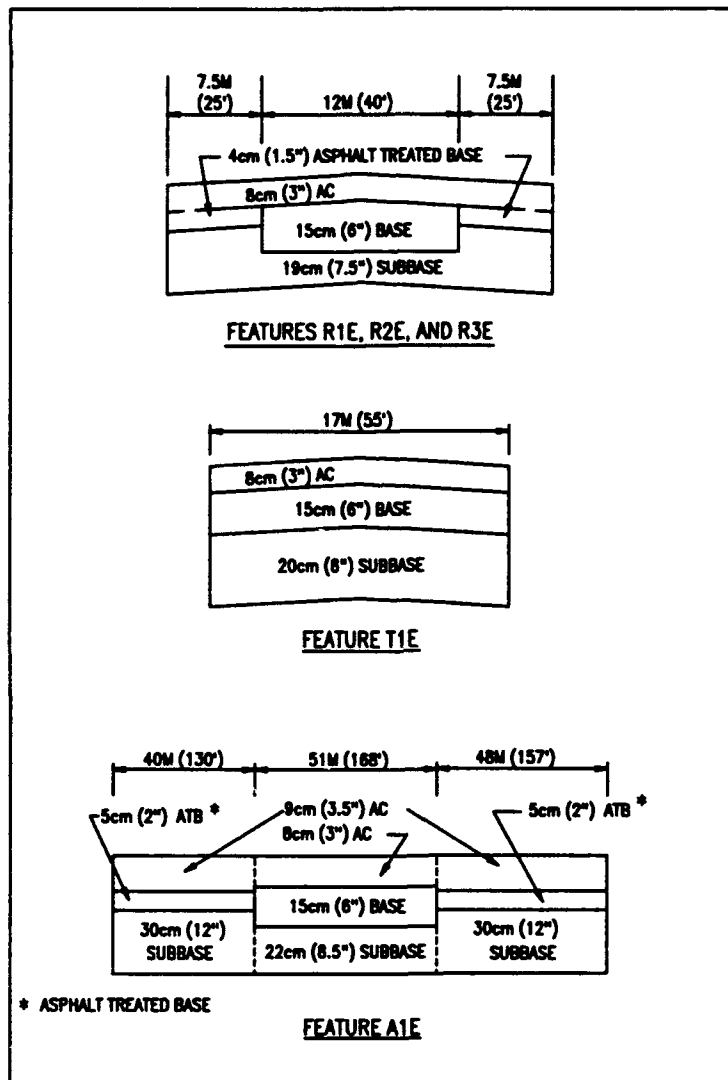 7.5M 12M (40') 7.5M
(25') (25')
4cm (1.5") ASPHALT TREATED BASE
8cm (3") AC
15cm (6") BASE
19cm (7.5") SUBBASE
FEATURES R1E, R2E, AND R3E
17M (55')
8cm (3") AC
15cm (6") BASE
20cm (8") SUBBASE
FEATURE T1E
40M (130') 51M (168') 48M (157')
5cm (2") ATB * 9cm (3.5") AC 5cm (2") ATB *
8cm (3") AC
15cm (6") BASE
30cm (12") 30cm (12")
SUBBASE 22cm (8.5") SUBBASE SUBBASE
* ASPHALT TREATED BASE
FEATURE A1E